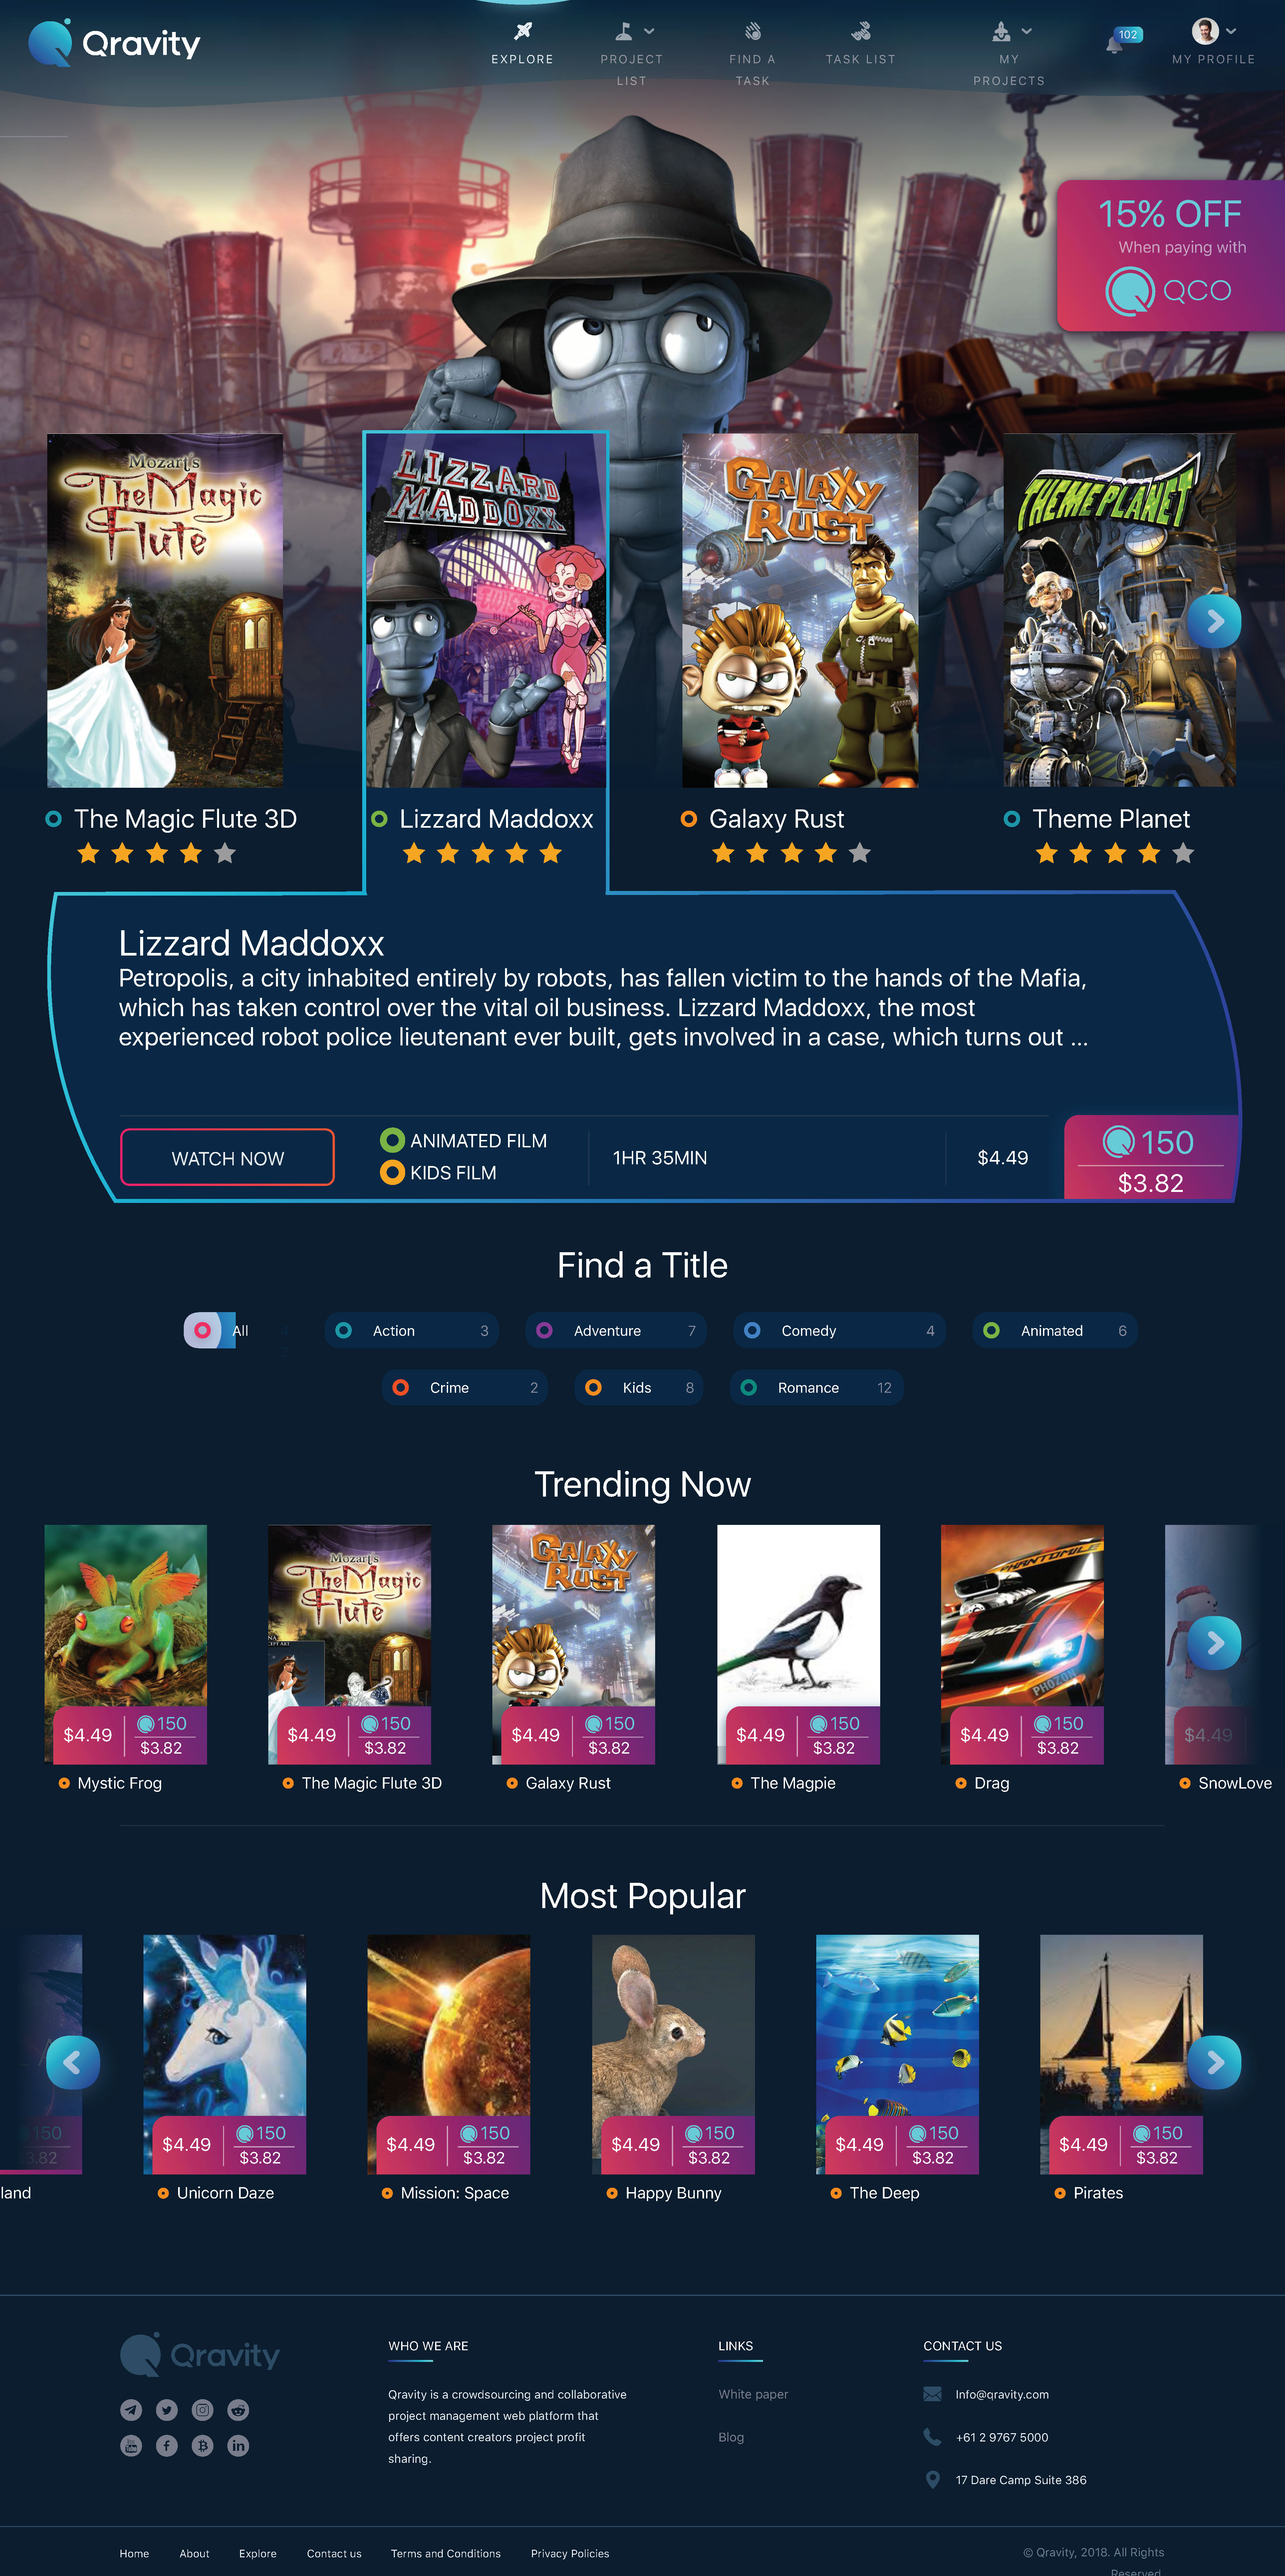 Qravity
EXPLORE
PROJECT
LIST
FIND A
TASK
TASK LIST
MY
PROJECTS
102
MY PROFILE
15% OFF
When paying with
QCO
Mozart's
The Magic
Flute
LIZZARD
MADDOXX
GALAXY
RUST
THEME PLANET
The Magic Flute 3D
Lizzard Maddoxx
Galaxy Rust
Theme Planet
Lizzard Maddoxx
Petropolis, a city inhabited entirely by robots, has fallen victim to the hands of the Mafia,
which has taken control over the vital oil business. Lizzard Maddoxx, the most
experienced robot police lieutenant ever built, gets involved in a case, which turns out ...
WATCH NOW
ANIMATED FILM
KIDS FILM
1HR 35MIN
$4.49
150
$3.82
Find a Title
All
Action 3
Adventure 7
Comedy 4
Animated 6
Crime 2
Kids 8
Romance 12
Trending Now
Mozart's
The Magic
Flute
GALAXY
RUST
PHANTOMILE
PHOZON
$4.49 150
$3.82
$4.49 150
$3.82
$4.49 150
$3.82
$4.49 150
$3.82
$4.49 150
$3.82
$4.49
Mystic Frog
The Magic Flute 3D
Galaxy Rust
The Magpie
Drag
SnowLove
Most Popular
150
3.82
$4.49 150
$3.82
$4.49 150
$3.82
$4.49 150
$3.82
$4.49 150
$3.82
$4.49 150
$3.82
land
Unicorn Daze
Mission: Space
Happy Bunny
The Deep
Pirates
Qravity
WHO WE ARE
Qravity is a crowdsourcing and collaborative
project management web platform that
offers content creators project profit
sharing.
LINKS
White paper
Blog
CONTACT US
Info@qravity.com
+61 2 9767 5000
17 Dare Camp Suite 386
Home
About
Explore
Contact us
Terms and Conditions
Privacy Policies
© Qravity, 2018. All Rights
Reserved.